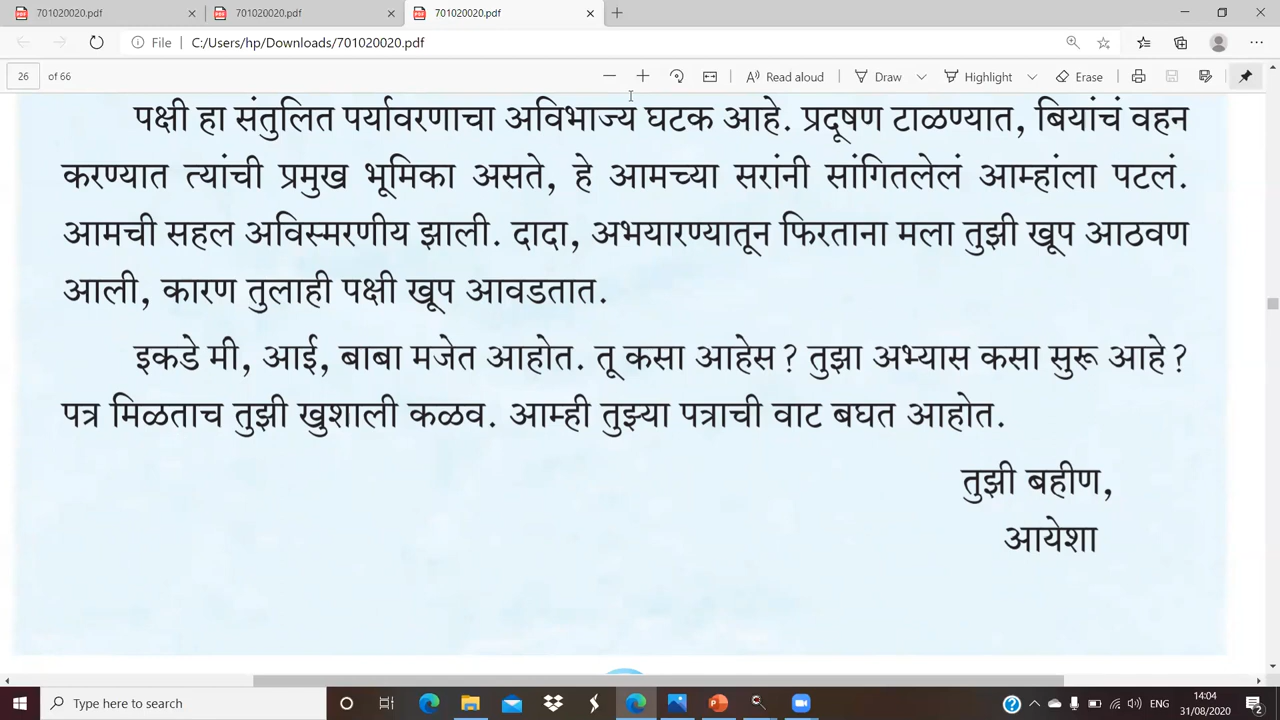 701020020.pdf
701020020.pdf
701020020.pdf
File C:/Users/hp/Downloads/701020020.pdf
26 of 66 Read aloud Draw Highlight Erase
पक्षी हा संतुलित पर्यावरणाचा अविभाज्य घटक आहे. प्रदूषण टाळण्यात, बियांचं वहन
करण्यात त्यांची प्रमुख भूमिका असते, हे आमच्या सरांनी सांगितलेलं आम्हांला पटलं.
आमची सहल अविस्मरणीय झाली. दादा, अभयारण्यातून फिरताना मला तुझी खूप आठवण
आली, कारण तुलाही पक्षी खूप आवडतात.
इकडे मी, आई, बाबा मजेत आहोत. तू कसा आहेस ? तुझा अभ्यास कसा सुरू आहे ?
पत्र मिळताच तुझी खुशाली कळव. आम्ही तुझ्या पत्राची वाट बघत आहोत.
तुझी बहीण,
आयेशा
Type here to search
ENG
14:04
31/08/2020
2